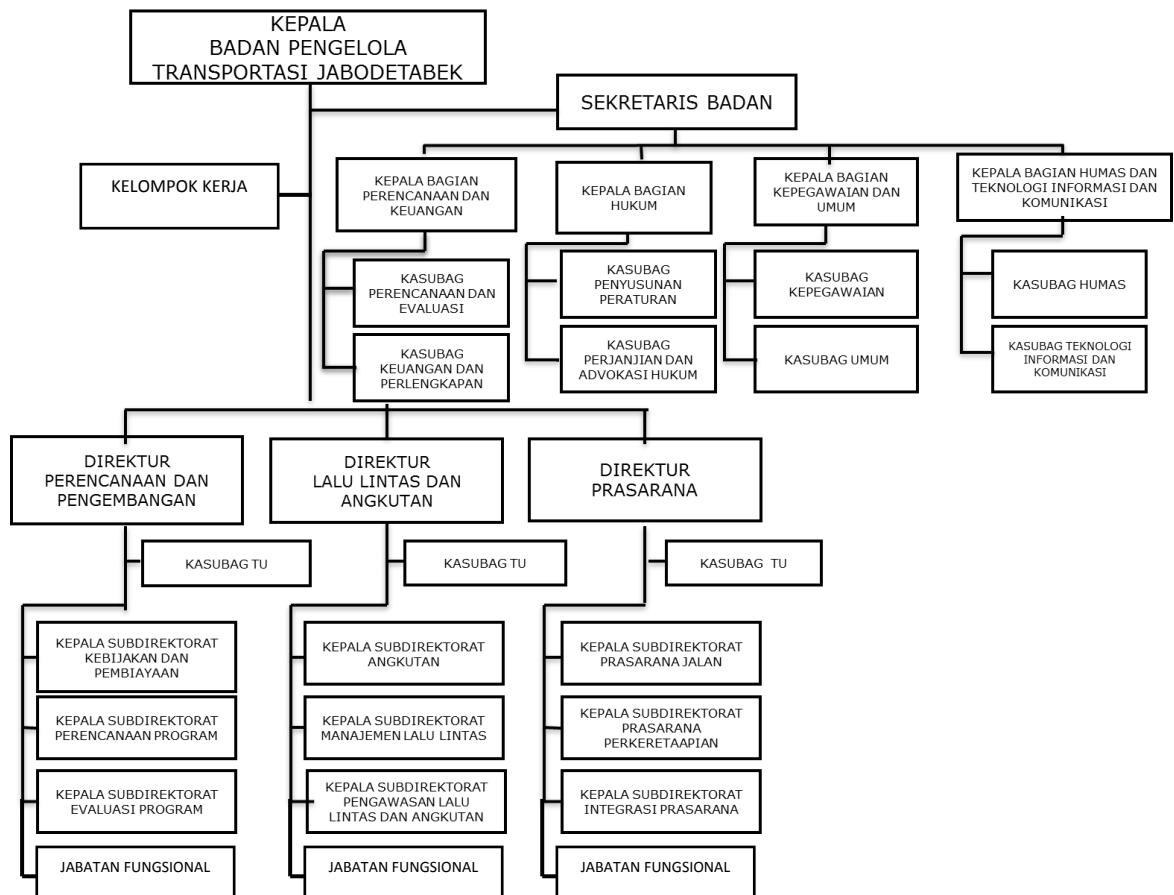 KEPALA
BADAN PENGELOLA
TRANSPORTASI JABODETABEK
SEKRETARIS BADAN
KELOMPOK KERJA
KEPALA BAGIAN
PERENCANAAN DAN
KEUANGAN
KEPALA BAGIAN
HUKUM
KEPALA BAGIAN
KEPEGAWAIAN DAN
UMUM
KEPALA BAGIAN HUMAS DAN
TEKNOLOGI INFORMASI DAN
KOMUNIKASI
KASUBAG
PERENCANAAN DAN
EVALUASI
KASUBAG
PENYUSUNAN
PERATURAN
KASUBAG
KEPEGAWAIAN
KASUBAG HUMAS
KASUBAG
KEUANGAN DAN
PERLENGKAPAN
KASUBAG
PERJANJIAN DAN
ADVOKASI HUKUM
KASUBAG UMUM
KASUBAG TEKNOLOGI
INFORMASI DAN
KOMUNIKASI
DIREKTUR
PERENCANAAN DAN
PENGEMBANGAN
DIREKTUR
LALU LINTAS DAN
ANGKUTAN
DIREKTUR
PRASARANA
KASUBAG TU
KASUBAG TU
KASUBAG TU
KEPALA SUBDIREKTORAT
KEBIJAKAN DAN
PEMBIAYAAN
KEPALA SUBDIREKTORAT
ANGKUTAN
KEPALA SUBDIREKTORAT
PRASARANA JALAN
KEPALA SUBDIREKTORAT
PERENCANAAN PROGRAM
KEPALA SUBDIREKTORAT
MANAJEMEN LALU LINTAS
KEPALA SUBDIREKTORAT
PRASARANA
PERKERETAAPIAN
KEPALA SUBDIREKTORAT
EVALUASI PROGRAM
KEPALA SUBDIREKTORAT
PENGAWASAN LALU
LINTAS DAN ANGKUTAN
KEPALA SUBDIREKTORAT
INTEGRASI PRASARANA
JABATAN FUNGSIONAL
JABATAN FUNGSIONAL
JABATAN FUNGSIONAL